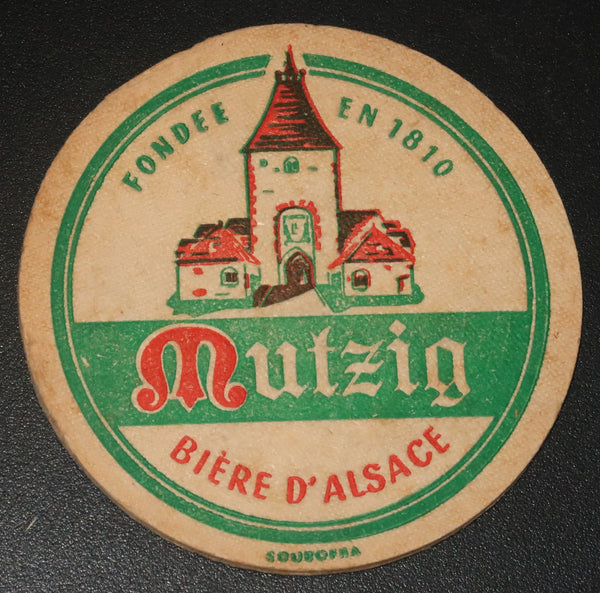 FONDEE EN 1810
Mutzig
BIÈRE D'ALSACE
SOUBOFRA